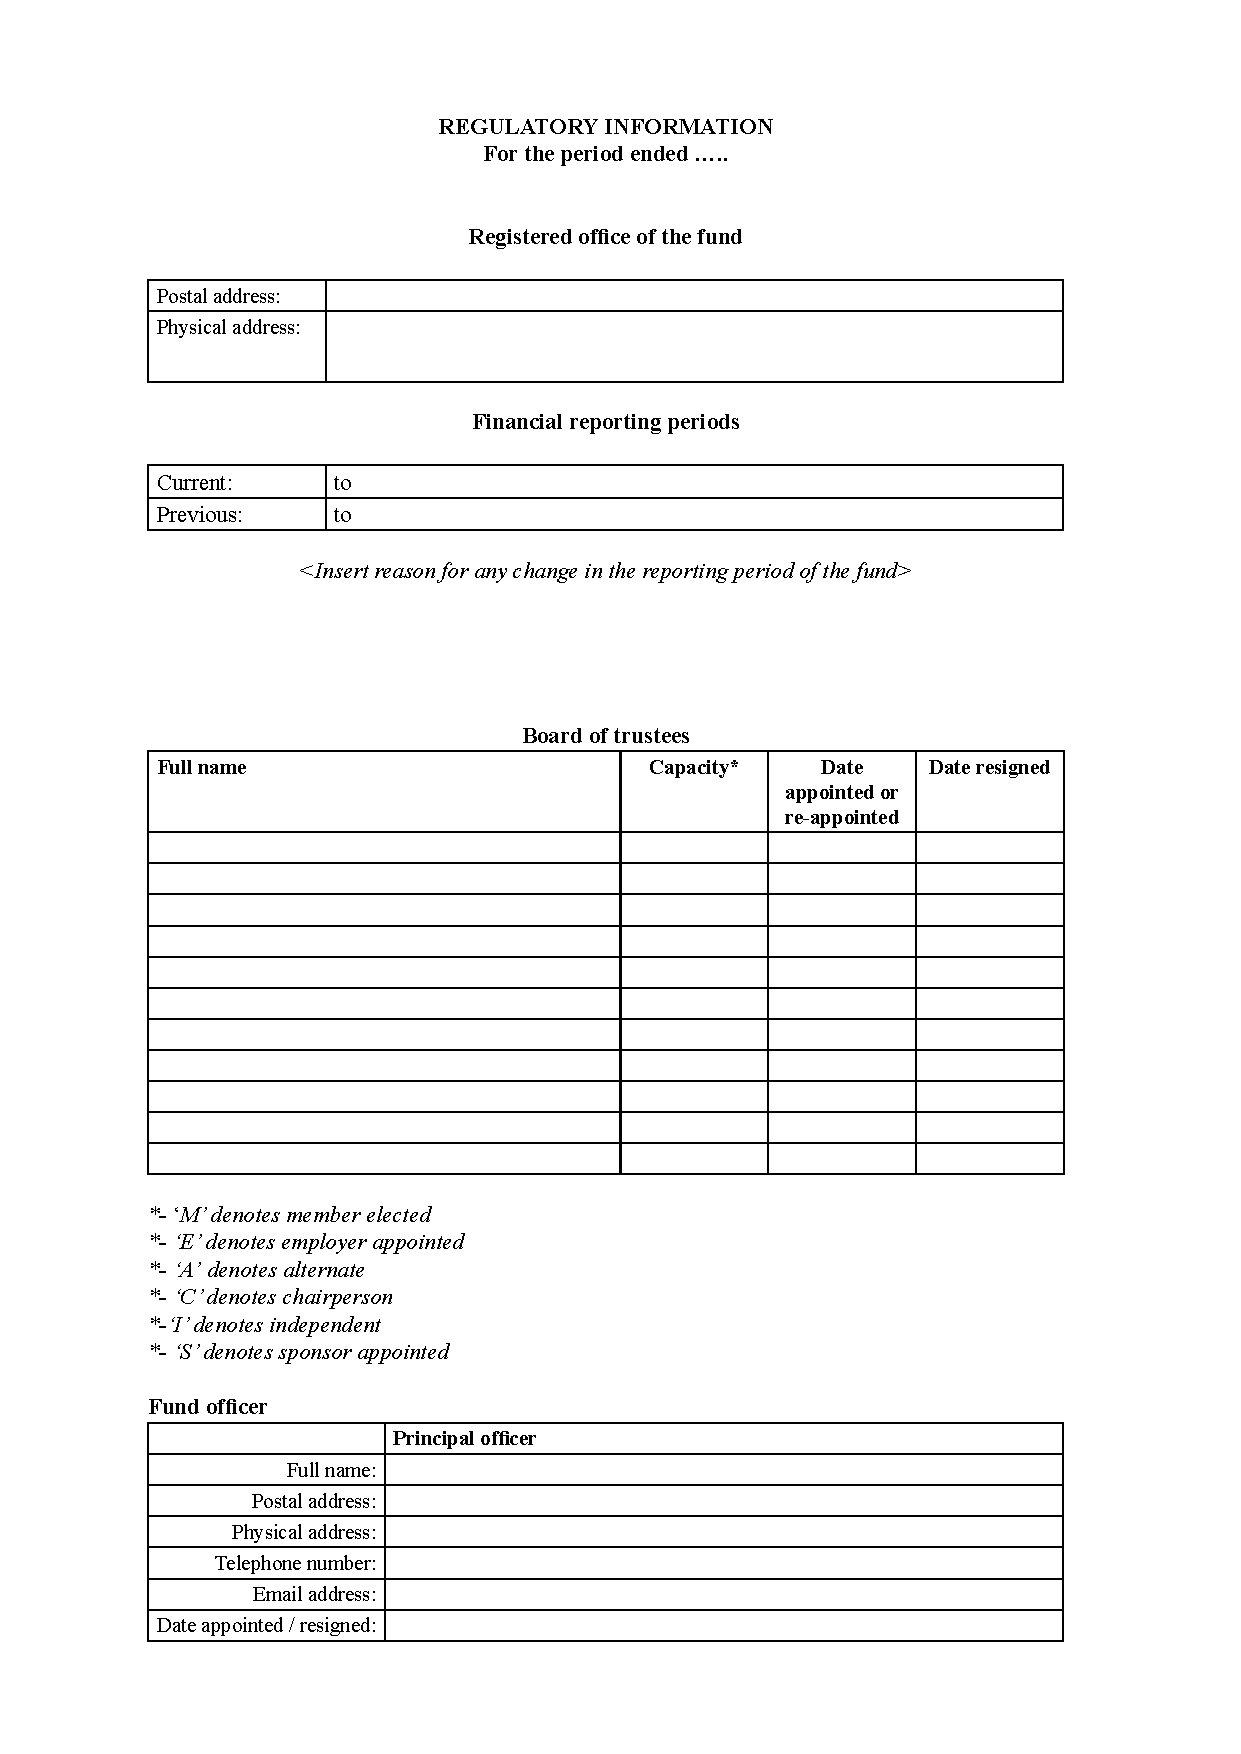 REGULATORY INFORMATION
For the period ended …..
Registered office of the fund
Postal address:
Physical address:
Financial reporting periods
Current: to
Previous: to
<Insert reason for any change in the reporting period of the fund>
Board of trustees
Full name Capacity* Date appointed or re-appointed Date resigned
*- ‘M’ denotes member elected
*- ‘E’ denotes employer appointed
*- ‘A’ denotes alternate
*- ‘C’ denotes chairperson
*-‘I’ denotes independent
*- ‘S’ denotes sponsor appointed
Fund officer
Principal officer
Full name:
Postal address:
Physical address:
Telephone number:
Email address:
Date appointed / resigned: